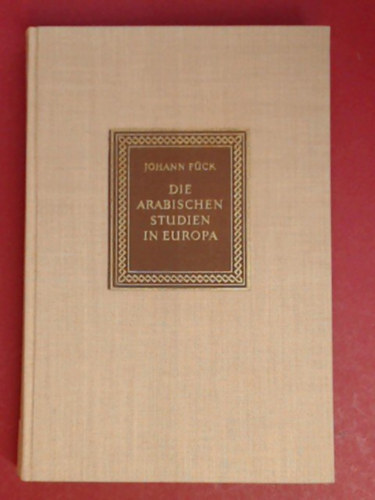 JOHANN FÜCK
DIE
ARABISCHEN
STUDIEN
IN EUROPA